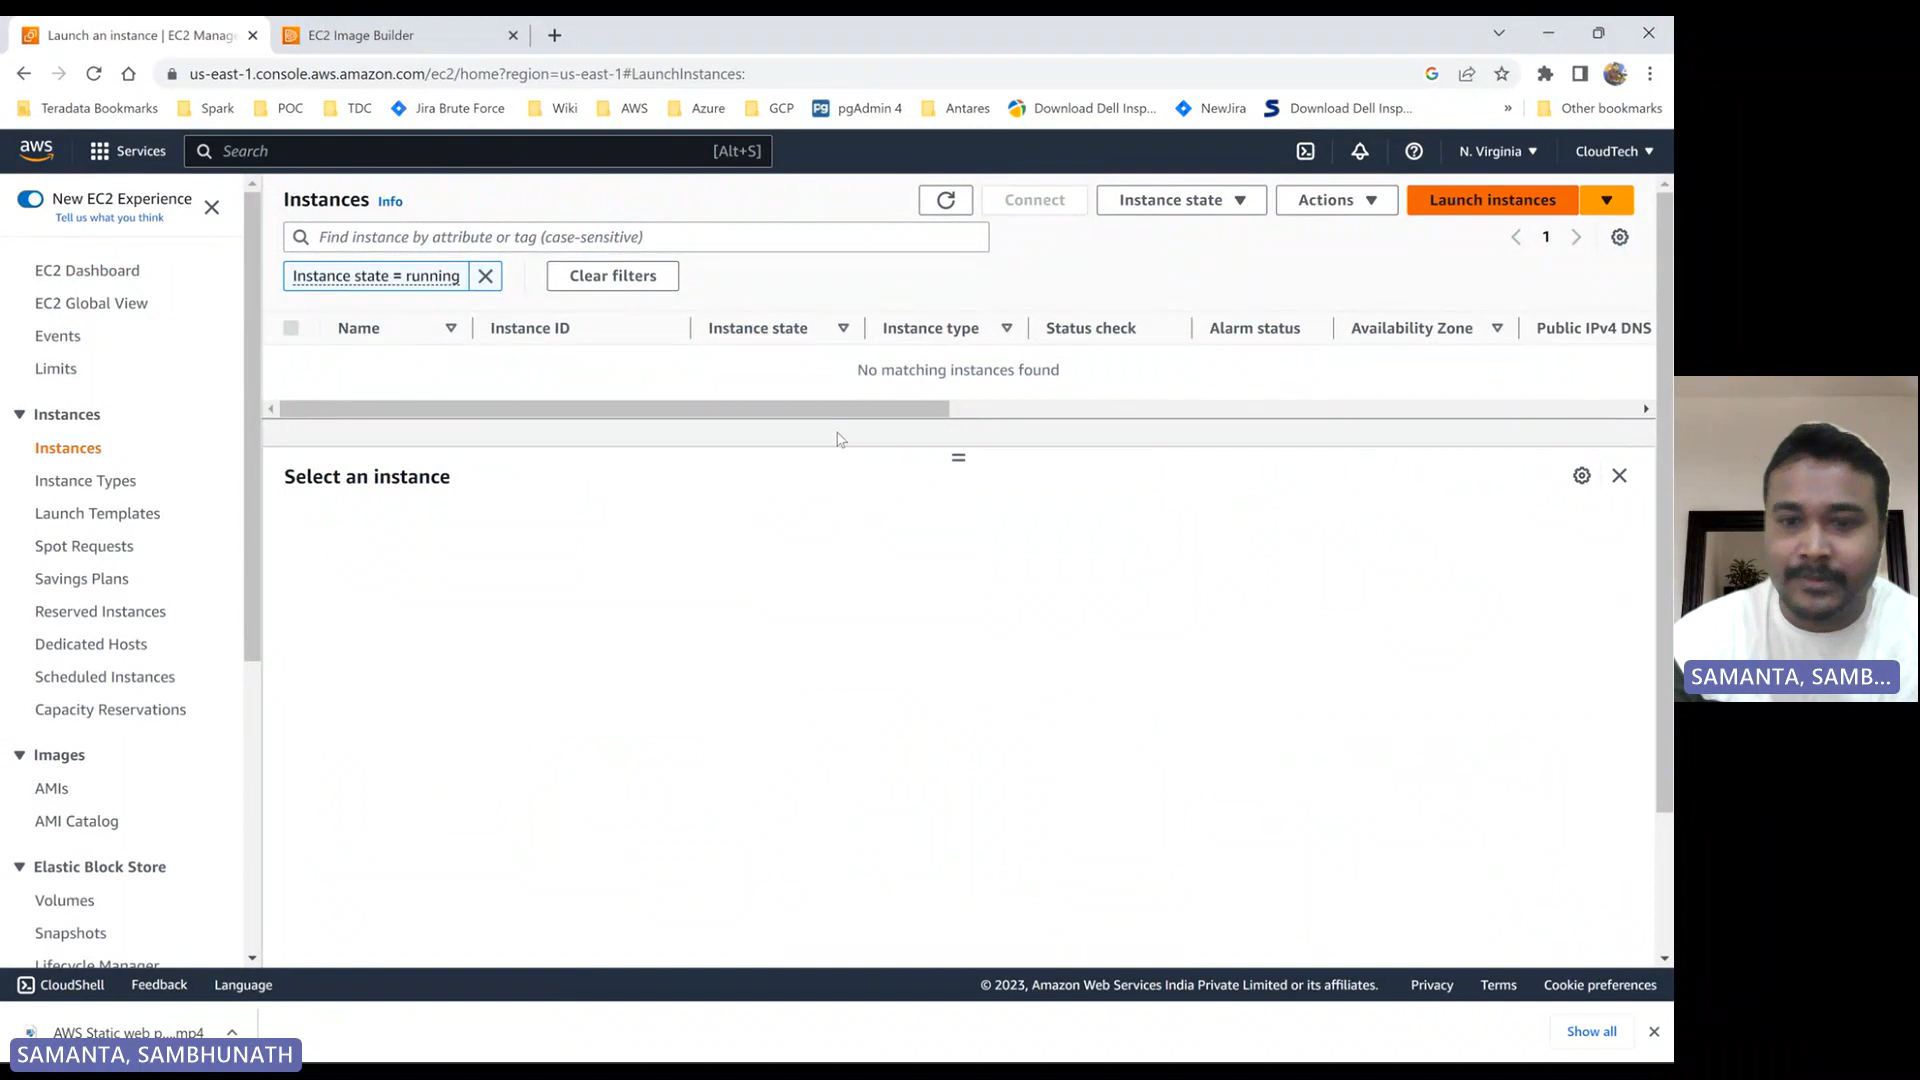 Launch an instance | EC2 Manag
EC2 Image Builder
us-east-1.console.aws.amazon.com/ec2/home?region=us-east-1#LaunchInstances:
Teradata Bookmarks
Spark
POC
TDC
Jira Brute Force
Wiki
AWS
Azure
GCP
pgAdmin 4
Antares
Download Dell Insp...
NewJira
Download Dell Insp...
»
Other bookmarks
aws
Services
Search
[Alt+S]
N. Virginia
CloudTech
New EC2 Experience
Tell us what you think
EC2 Dashboard
EC2 Global View
Events
Limits
Instances
Instances
Instance Types
Launch Templates
Spot Requests
Savings Plans
Reserved Instances
Dedicated Hosts
Scheduled Instances
Capacity Reservations
Images
AMIs
AMI Catalog
Elastic Block Store
Volumes
Snapshots
Lifecycle Manager
Instances Info
Connect
Instance state
Actions
Launch instances
Find instance by attribute or tag (case-sensitive)
1
Instance state = running
Clear filters
Name
Instance ID
Instance state
Instance type
Status check
Alarm status
Availability Zone
Public IPv4 DNS
No matching instances found
Select an instance
SAMANTA, SAMB...
CloudShell
Feedback
Language
© 2023, Amazon Web Services India Private Limited or its affiliates.
Privacy
Terms
Cookie preferences
AWS Static web p....mp4
Show all
SAMANTA, SAMBHUNATH